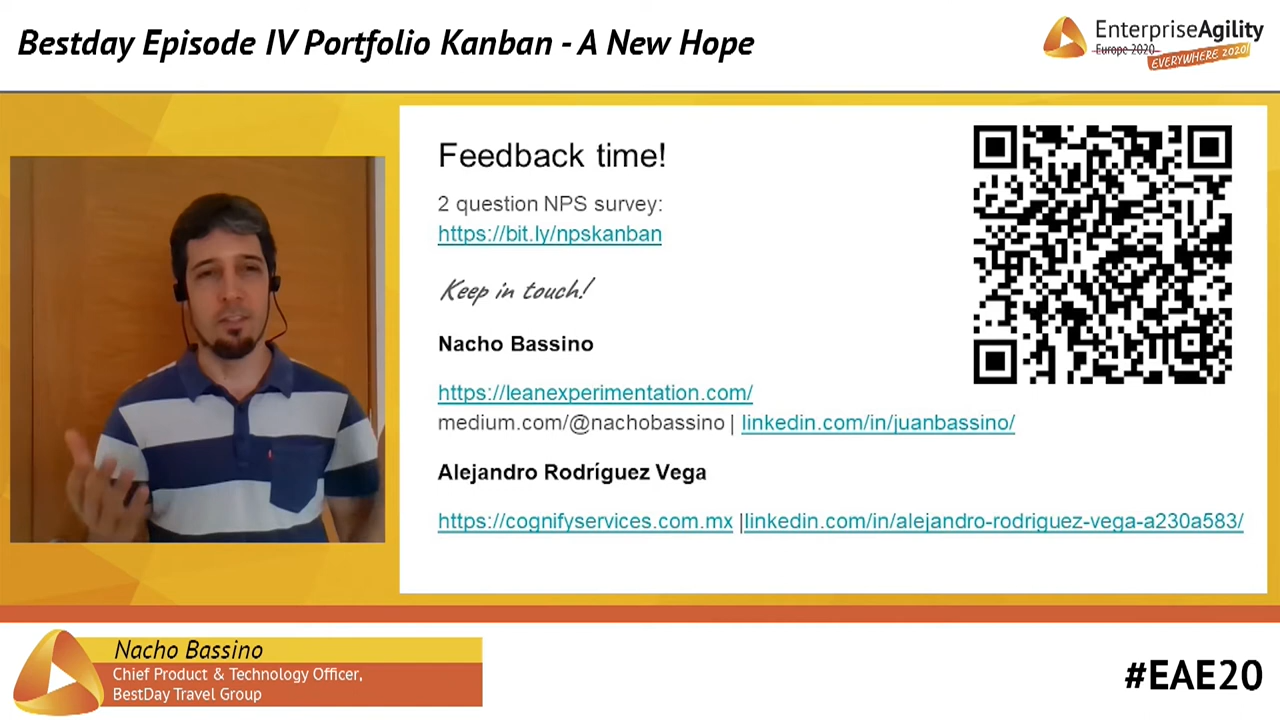 Bestday Episode IV Portfolio Kanban - A New Hope
EnterpriseAgility
Europe 2020
EVERYWHERE 2020!
Feedback time!
2 question NPS survey:
https://bit.ly/npskanban
Keep in touch!
Nacho Bassino
https://leanexperimentation.com/
medium.com/@nachobassino | linkedin.com/in/juanbassino/
Alejandro Rodríguez Vega
https://cognifyservices.com.mx |linkedin.com/in/alejandro-rodriguez-vega-a230a583/
Nacho Bassino
Chief Product & Technology Officer,
BestDay Travel Group
#EAE20